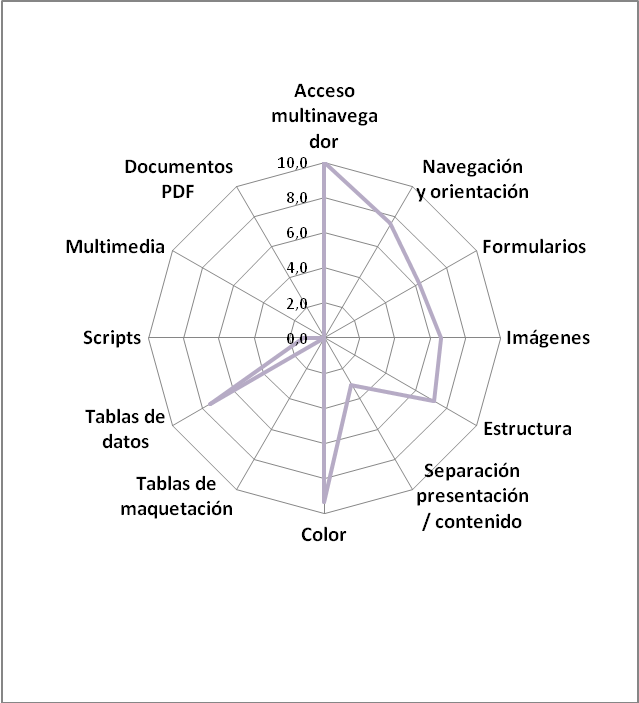 Acceso
multinavega
dor
Navegación
y orientación
Formularios
Imágenes
Estructura
Separación
presentación
/ contenido
Color
Tablas de
maquetación
Tablas de
datos
Scripts
Multimedia
Documentos
PDF
10,0
8,0
6,0
4,0
2,0
0,0